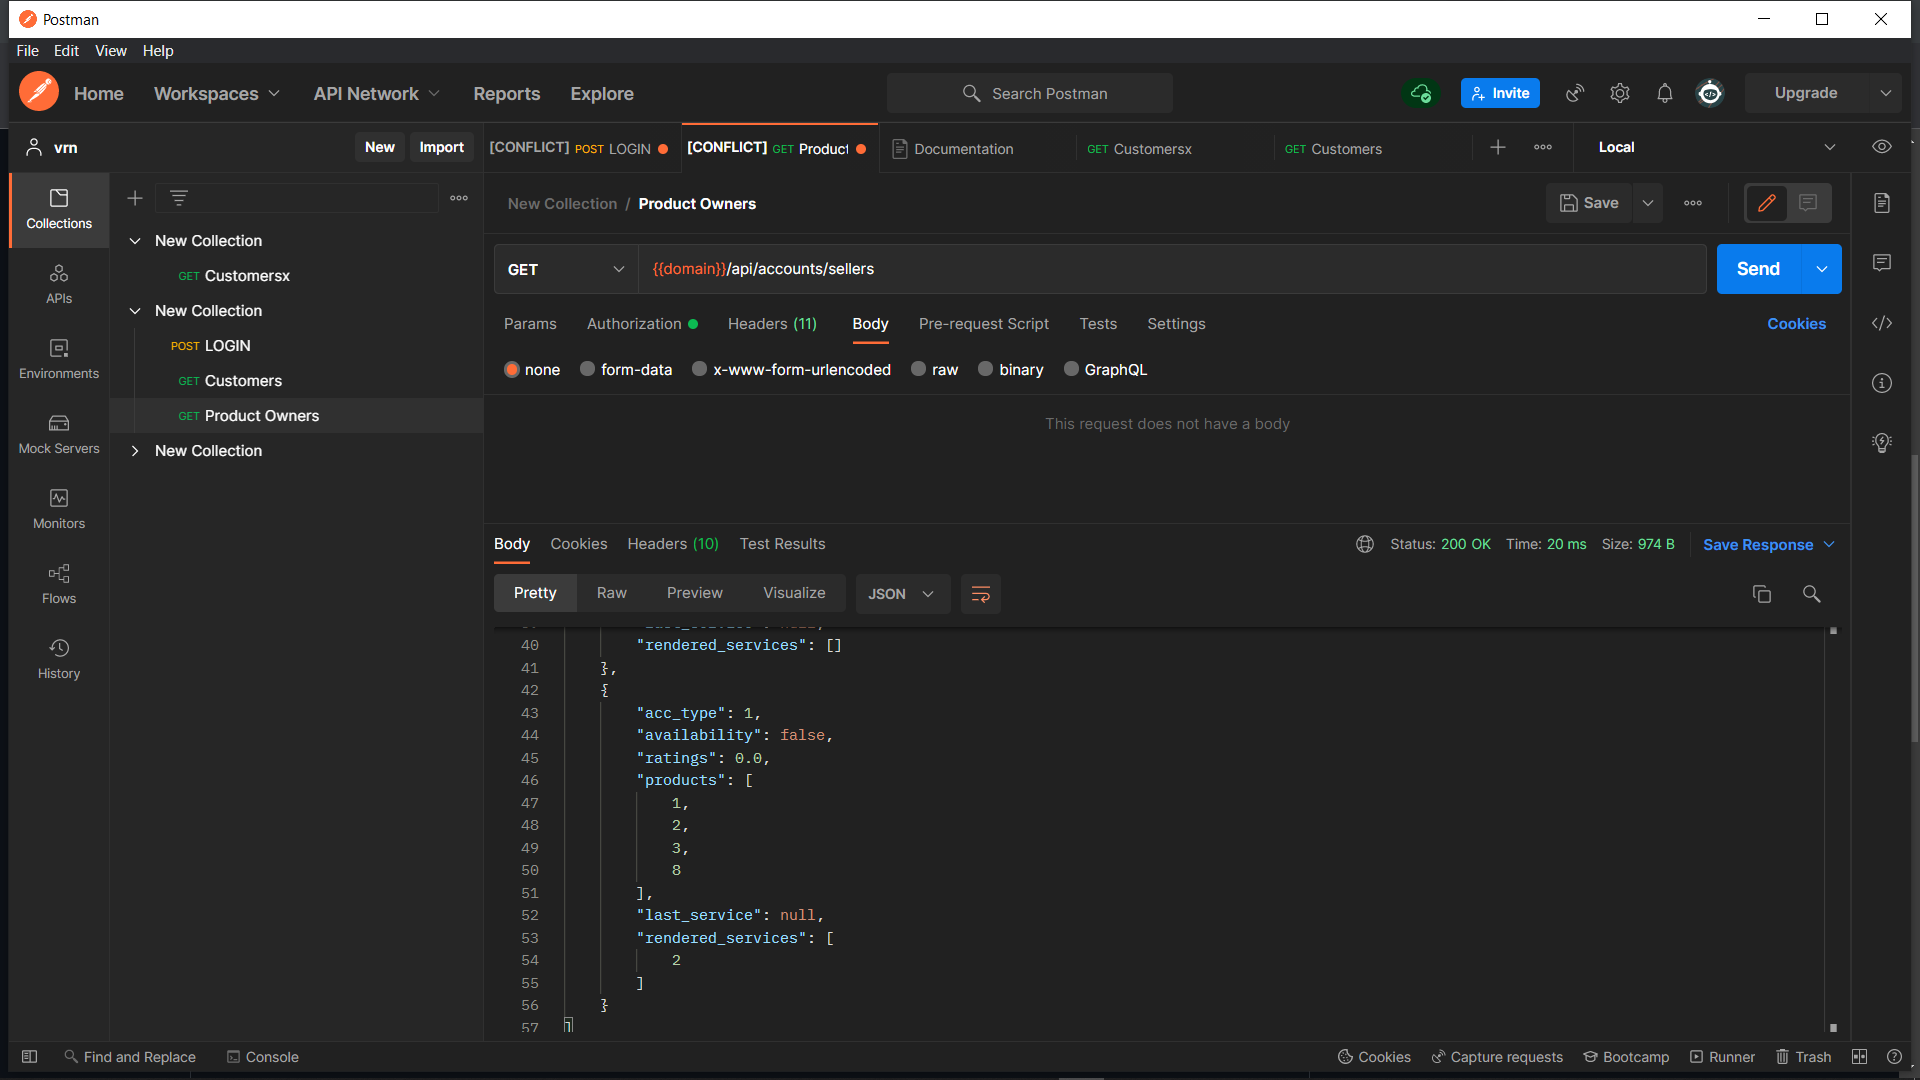 Postman
File Edit View Help
Home Workspaces API Network Reports Explore Search Postman Invite Upgrade
vrn New Import [CONFLICT] POST LOGIN [CONFLICT] GET Product Documentation GET Customersx GET Customers Local
New Collection / Product Owners Save
Collections
New Collection
GET Customersx
New Collection
POST LOGIN
GET Customers
GET Product Owners
New Collection
APIs
Environments
Mock Servers
Monitors
Flows
History
GET {{domain}}/api/accounts/sellers Send
Params Authorization Headers (11) Body Pre-request Script Tests Settings Cookies
none form-data x-www-form-urlencoded raw binary GraphQL
This request does not have a body
Body Cookies Headers (10) Test Results Status: 200 OK Time: 20 ms Size: 974 B Save Response
Pretty Raw Preview Visualize JSON
40 "rendered_services": []
41 },
42 {
43 "acc_type": 1,
44 "availability": false,
45 "ratings": 0.0,
46 "products": [
47 1,
48 2,
49 3,
50 8
51 ],
52 "last_service": null,
53 "rendered_services": [
54 2
55 ]
56 }
57 ]
Find and Replace Console Cookies Capture requests Bootcamp Runner Trash